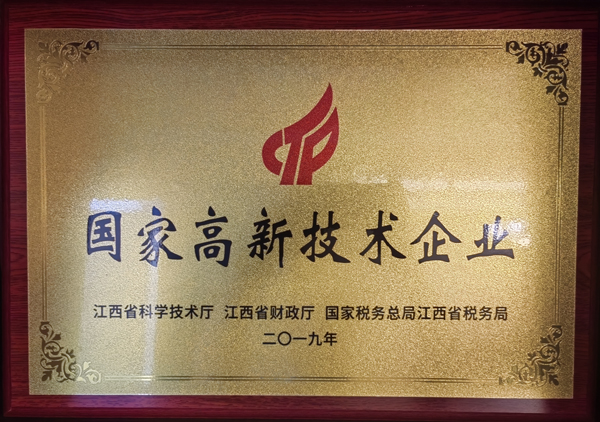 国家高新技术企业
江西省科学技术厅 江西省财政厅 国家税务总局江西省税务局
二〇一九年